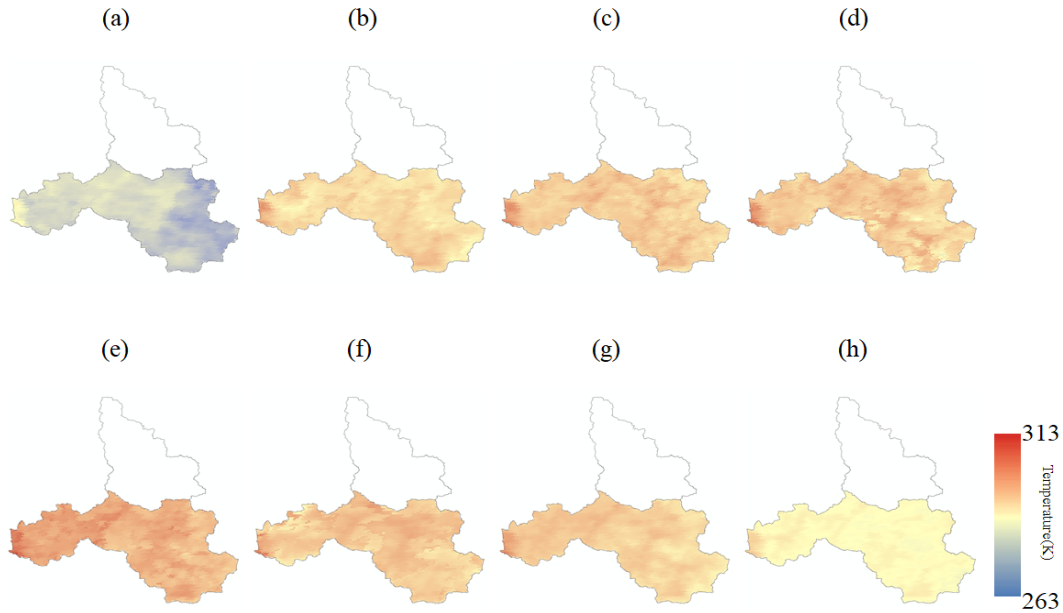 (a) (b) (c) (d)
(e) (f) (g) (h)
313
Temperature(K)
263